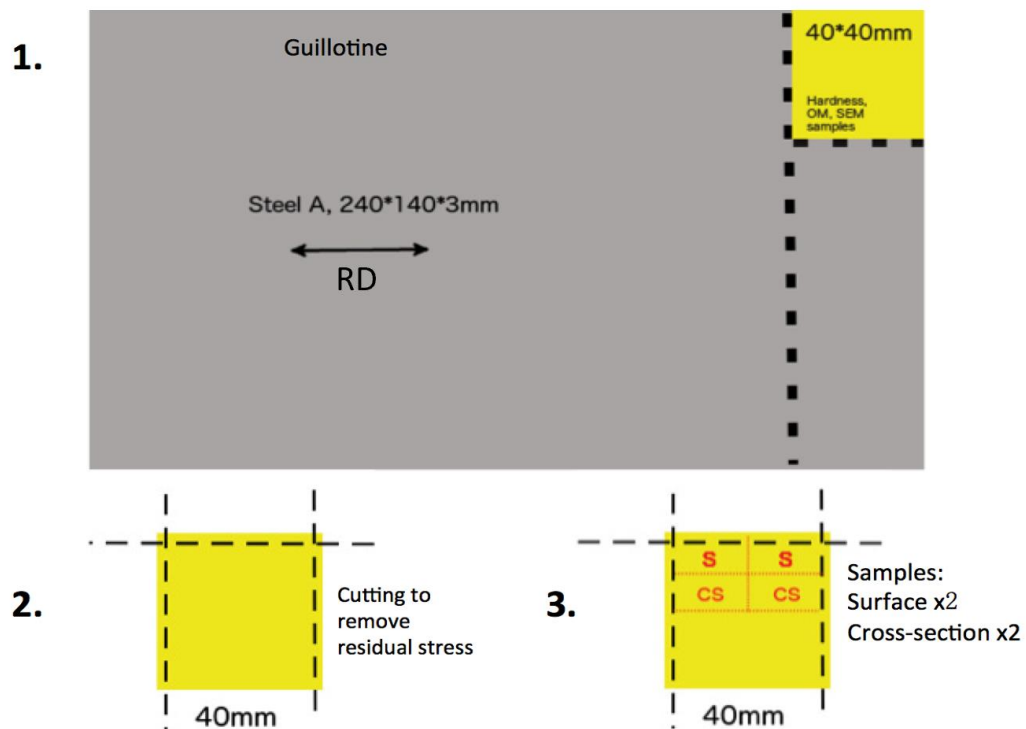 1.
Guillotine
40*40mm
Hardness,
OM, SEM
samples
Steel A, 240*140*3mm
RD
2.
Cutting to
remove
residual stress
40mm
3.
S S
CS CS
Samples:
Surface x2
Cross-section x2
40mm